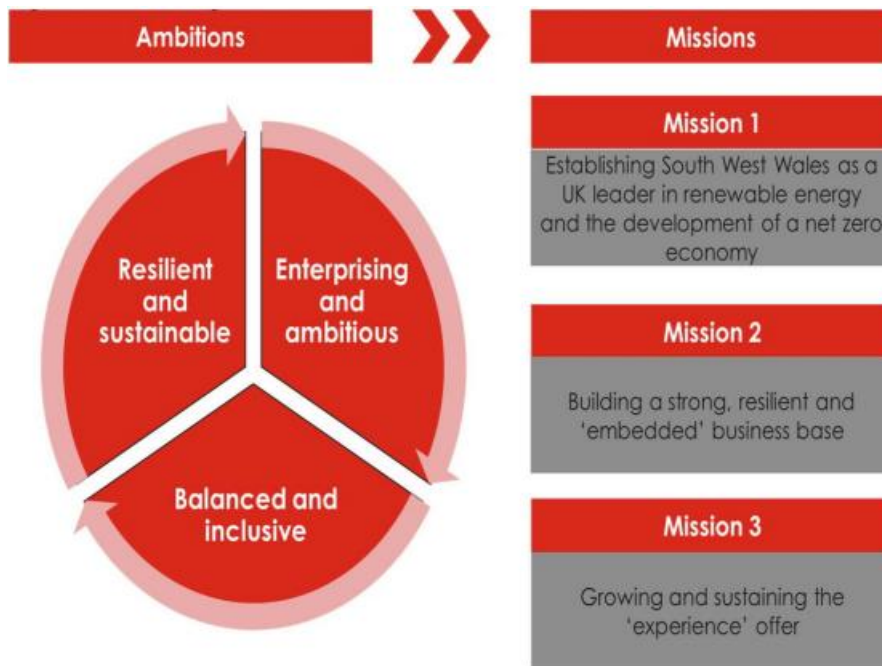 Ambitions
Missions
Resilient
and
sustainable
Enterprising
and
ambitious
Balanced and
inclusive
Mission 1
Establishing South West Wales as a
UK leader in renewable energy
and the development of a net zero
economy
Mission 2
Building a strong, resilient and
‘embedded’ business base
Mission 3
Growing and sustaining the
‘experience’ offer